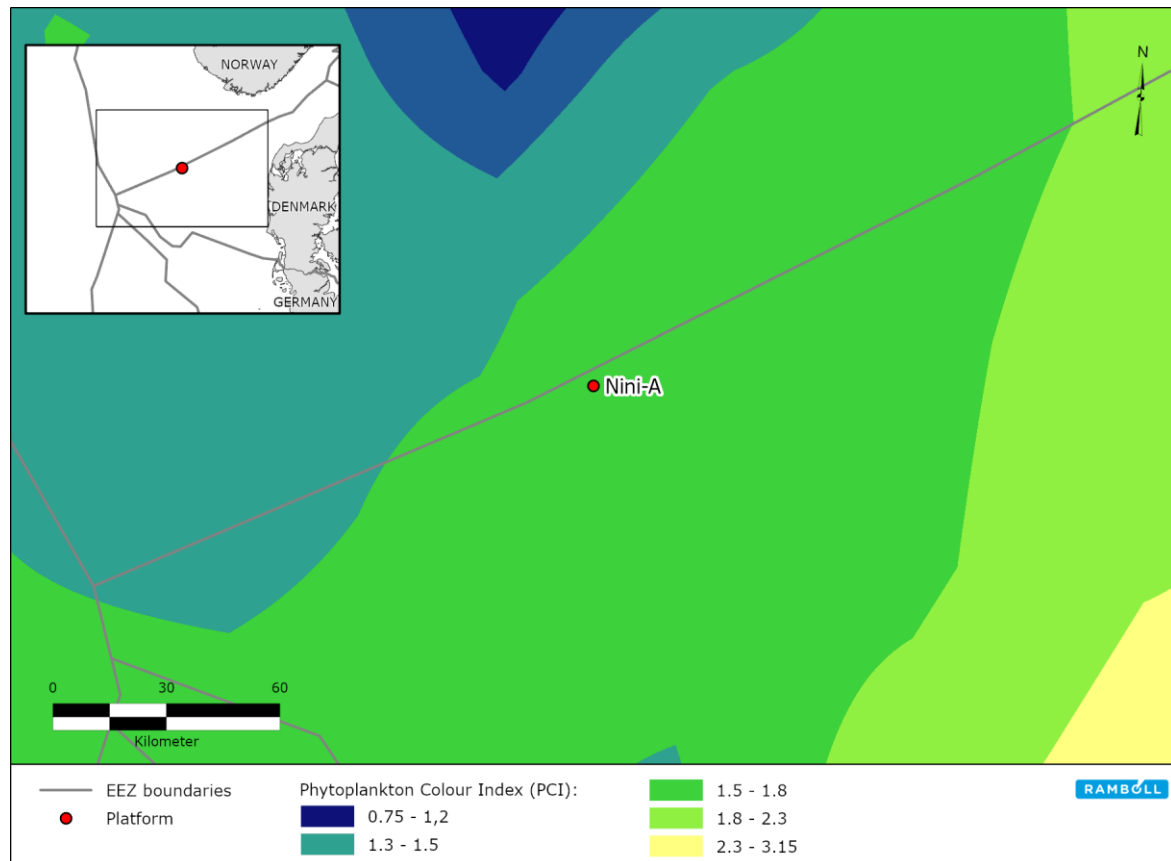 NORWAY
DENMARK
GERMANY
N
Nini-A
0 30 60
Kilometer
EEZ boundaries
Platform
Phytoplankton Colour Index (PCI):
0.75 - 1,2
1.3 - 1.5
1.5 - 1.8
1.8 - 2.3
2.3 - 3.15
RAMBOLL